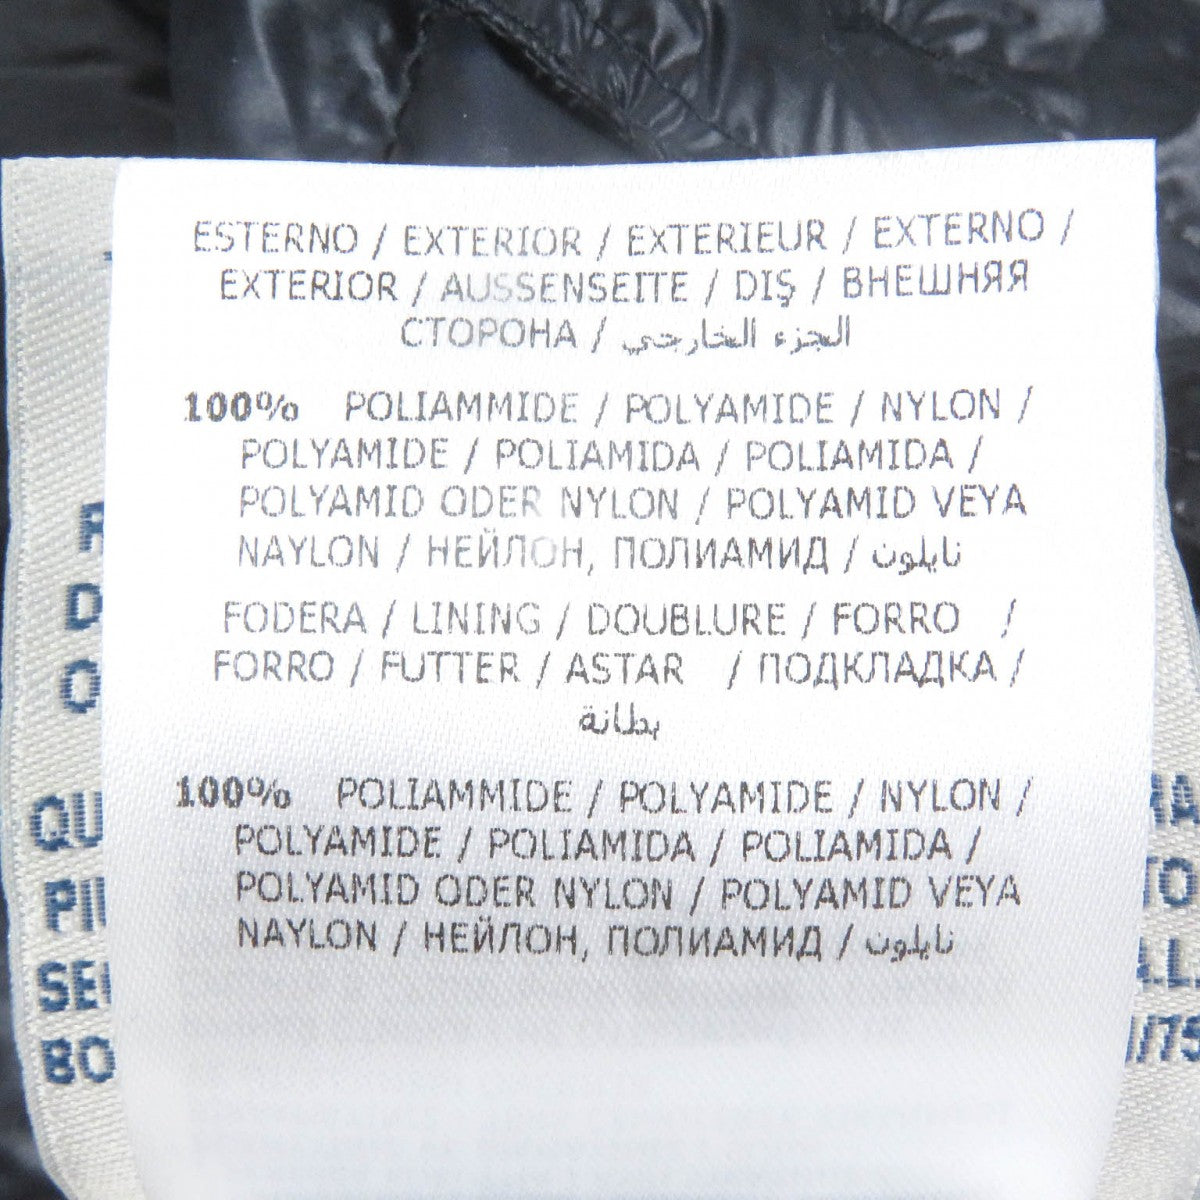 ESTERNO / EXTERIOR / EXTERIEUR / EXTERNO /
EXTERIOR / AUSSENSEITE / DIŞ / ВНЕШНЯЯ
СТОРОНА / الجزء الخارجي
100% POLIAMMIDE / POLYAMIDE / NYLON /
POLYAMIDE / POLIAMIDA / POLIAMIDA /
POLYAMID ODER NYLON / POLYAMID VEYA
NAYLON / НЕЙЛОН, ПОЛИАМИД / نايلون
FODERA / LINING / DOUBLURE / FORRO /
FORRO / FUTTER / ASTAR / ПОДКЛАДКА /
بطانة
100% POLIAMMIDE / POLYAMIDE / NYLON /
POLYAMIDE / POLIAMIDA / POLIAMIDA /
POLYAMID ODER NYLON / POLYAMID VEYA
NAYLON / НЕЙЛОН, ПОЛИАМИД / نايلون